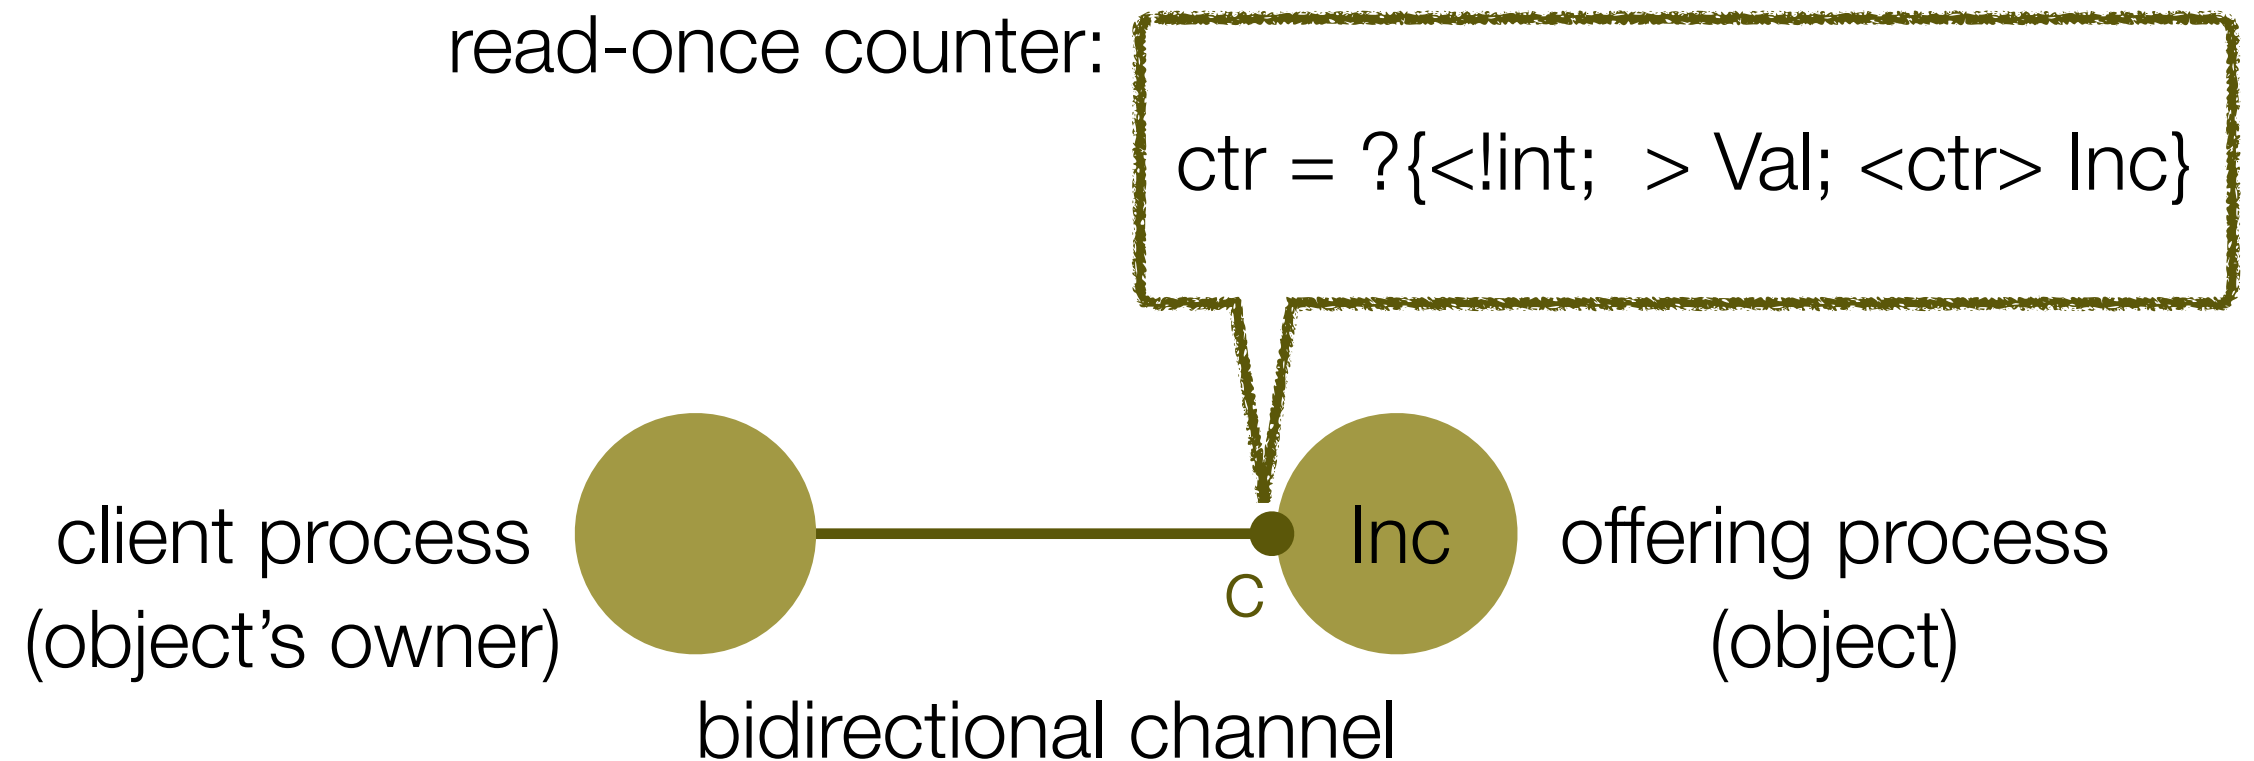 read-once counter:
ctr = ?{<!int;  > Val; <ctr> Inc}
client process
(object's owner)
c
Inc
offering process
(object)
bidirectional channel